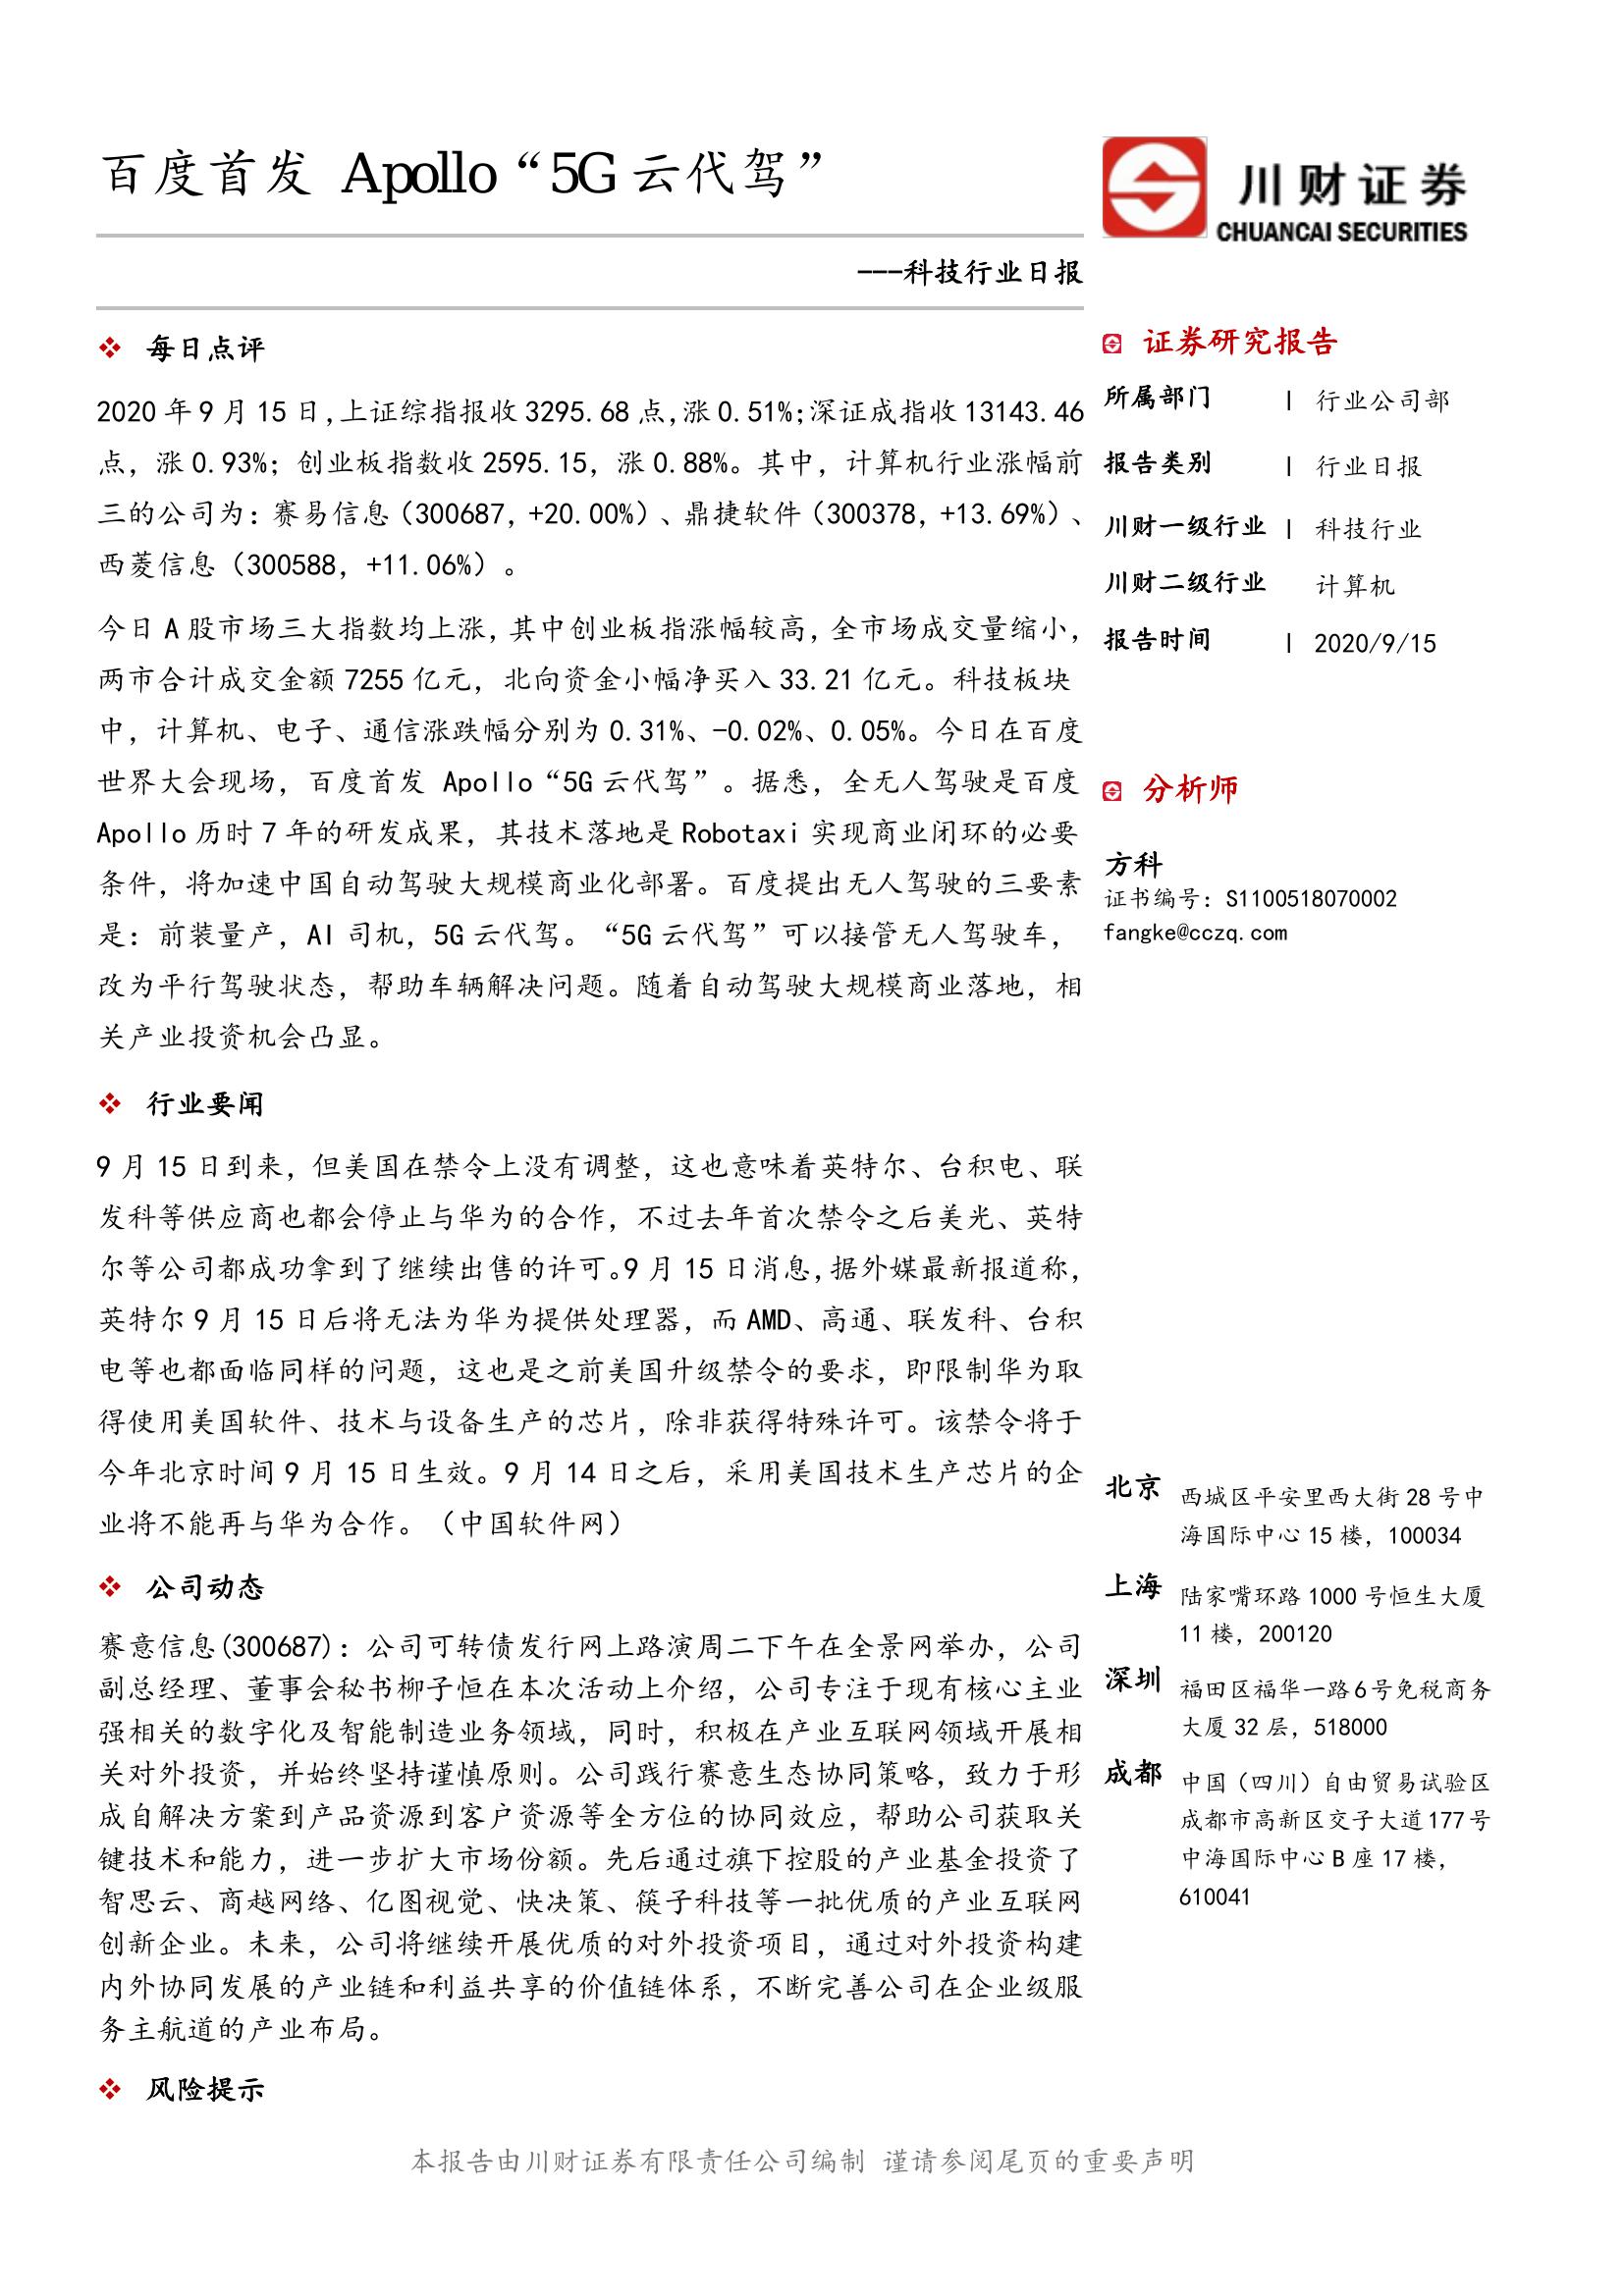 百度首发 Apollo“5G 云代驾”
---科技行业日报
川财证券
CHUANCAI SECURITIES
❖ 每日点评
2020 年 9 月 15 日,上证综指报收 3295.68 点,涨 0.51%;深证成指收 13143.46
点，涨 0.93%；创业板指数收 2595.15，涨 0.88%。其中，计算机行业涨幅前
三的公司为：赛易信息（300687，+20.00%）、鼎捷软件（300378，+13.69%）、
西菱信息（300588，+11.06%）。
今日 A 股市场三大指数均上涨，其中创业板指涨幅较高，全市场成交量缩小，
两市合计成交金额 7255 亿元，北向资金小幅净买入 33.21 亿元。科技板块
中，计算机、电子、通信涨跌幅分别为 0.31%、-0.02%、0.05%。今日在百度
世界大会现场，百度首发 Apollo“5G 云代驾”。据悉，全无人驾驶是百度
Apollo 历时 7 年的研发成果，其技术落地是 Robotaxi 实现商业闭环的必要
条件，将加速中国自动驾驶大规模商业化部署。百度提出无人驾驶的三要素
是：前装量产，AI 司机，5G 云代驾。“5G 云代驾”可以接管无人驾驶车，
改为平行驾驶状态，帮助车辆解决问题。随着自动驾驶大规模商业落地，相
关产业投资机会凸显。
❖ 行业要闻
9 月 15 日到来，但美国在禁令上没有调整，这也意味着英特尔、台积电、联
发科等供应商也都会停止与华为的合作，不过去年首次禁令之后美光、英特
尔等公司都成功拿到了继续出售的许可。9 月 15 日消息，据外媒最新报道称，
英特尔 9 月 15 日后将无法为华为提供处理器，而 AMD、高通、联发科、台积
电等也都面临同样的问题，这也是之前美国升级禁令的要求，即限制华为取
得使用美国软件、技术与设备生产的芯片，除非获得特殊许可。该禁令将于
今年北京时间 9 月 15 日生效。9 月 14 日之后，采用美国技术生产芯片的企
业将不能再与华为合作。（中国软件网）
❖ 公司动态
赛意信息(300687)：公司可转债发行网上路演周二下午在全景网举办，公司
副总经理、董事会秘书柳子恒在本次活动上介绍，公司专注于现有核心主业
强相关的数字化及智能制造业务领域，同时，积极在产业互联网领域开展相
关对外投资，并始终坚持谨慎原则。公司践行赛意生态协同策略，致力于形
成自解决方案到产品资源到客户资源等全方位的协同效应，帮助公司获取关
键技术和能力，进一步扩大市场份额。先后通过旗下控股的产业基金投资了
智思云、商越网络、亿图视觉、快决策、筷子科技等一批优质的产业互联网
创新企业。未来，公司将继续开展优质的对外投资项目，通过对外投资构建
内外协同发展的产业链和利益共享的价值链体系，不断完善公司在企业级服
务主航道的产业布局。
❖ 风险提示
证券研究报告
所属部门 | 行业公司部
报告类别 | 行业日报
川财一级行业 | 科技行业
川财二级行业 计算机
报告时间 | 2020/9/15
分析师
方科
证书编号：S1100518070002
fangke@cczq.com
北京 西城区平安里西大街 28 号中
海国际中心 15 楼，100034
上海 陆家嘴环路 1000 号恒生大厦
11 楼，200120
深圳 福田区福华一路 6 号免税商务
大厦 32 层，518000
成都 中国（四川）自由贸易试验区
成都市高新区交子大道 177 号
中海国际中心 B 座 17 楼，
610041
本报告由川财证券有限责任公司编制 谨请参阅尾页的重要声明